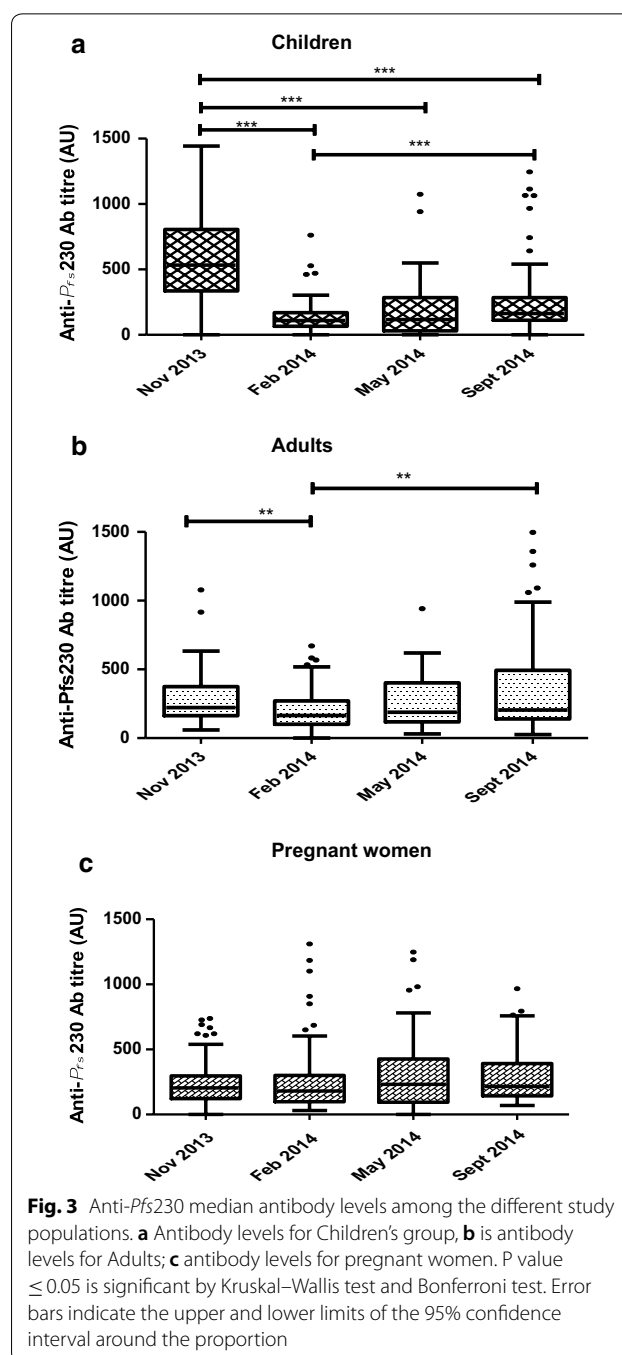 a
Children
***
***
***
***
Anti-Pfs230 Ab titre (AU)
1500
1000
500
0
Nov 2013
Feb 2014
May 2014
Sept 2014
b
Adults
**
**
Anti-Pfs230 Ab titre (AU)
1500
1000
500
0
Nov 2013
Feb 2014
May 2014
Sept 2014
c
Pregnant women
Anti-Pfs230 Ab titre (AU)
1500
1000
500
0
Nov 2013
Feb 2014
May 2014
Sept 2014
Fig. 3 Anti-Pfs230 median antibody levels among the different study
populations. a Antibody levels for Children's group, b is antibody
levels for Adults; c antibody levels for pregnant women. P value
≤ 0.05 is significant by Kruskal–Wallis test and Bonferroni test. Error
bars indicate the upper and lower limits of the 95% confidence
interval around the proportion